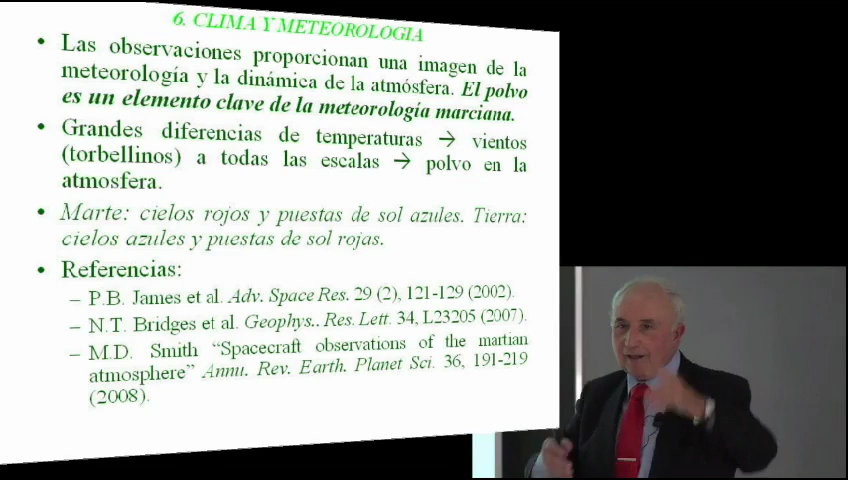 6. CLIMA Y METEOROLOGIA
• Las observaciones proporcionan una imagen de la
meteorología y la dinámica de la atmósfera. El polvo
es un elemento clave de la meteorología marciana.
• Grandes diferencias de temperaturas → vientos
(torbellinos) a todas las escalas → polvo en la
atmosfera.
• Marte: cielos rojos y puestas de sol azules. Tierra:
cielos azules y puestas de sol rojas.
• Referencias:
– P.B. James et al. Adv. Space Res. 29 (2), 121-129 (2002).
– N.T. Bridges et al. Geophys.. Res. Lett. 34, L23205 (2007).
– M.D. Smith “Spacecraft observations of the martian
atmosphere” Annu. Rev. Earth. Planet Sci. 36, 191-219
(2008).